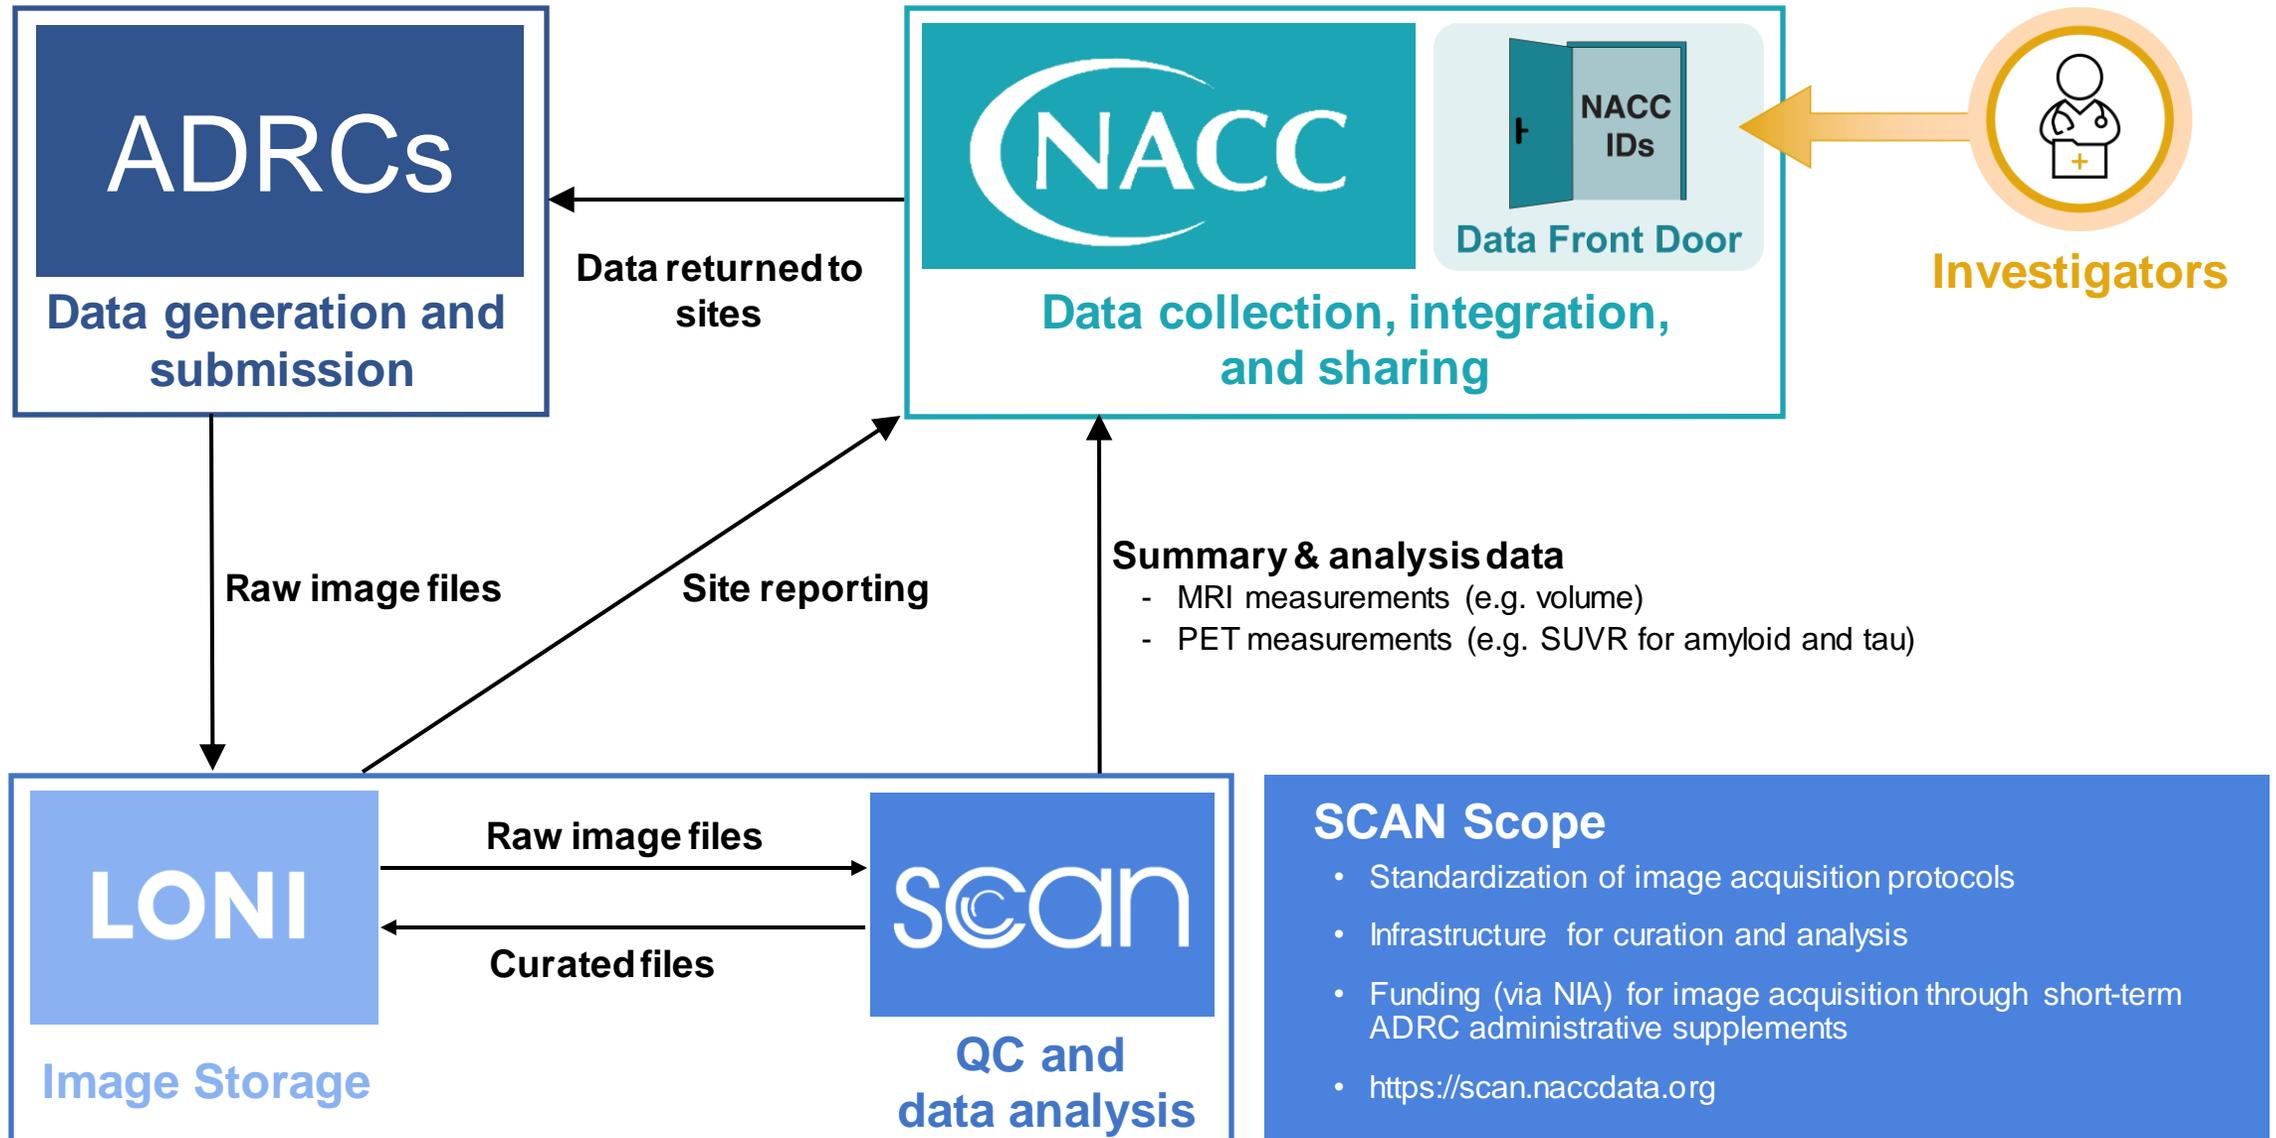 ADRCs
Data generation and
submission
Data returned to
sites
NACC
NACC
IDs
Data Front Door
Data collection, integration,
and sharing
Investigators
Raw image files
Site reporting
Summary & analysis data
- MRI measurements (e.g. volume)
- PET measurements (e.g. SUVR for amyloid and tau)
LONI
Image Storage
Raw image files
Curated files
scan
QC and
data analysis
SCAN Scope
• Standardization of image acquisition protocols
• Infrastructure for curation and analysis
• Funding (via NIA) for image acquisition through short-term
ADRC administrative supplements
• https://scan.naccdata.org